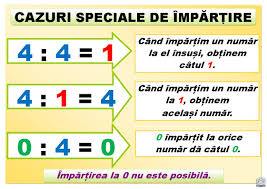 CAZURI SPECIALE DE ÎMPĂRȚIRE
4 : 4 = 1
Când împărțim un număr
la el însuși, obținem
câtul 1.
4 : 1 = 4
Când împărțim un număr
la 1, obținem
același număr.
0 : 4 = 0
0 împărțit la orice
număr dă câtul 0.
Împărțirea la 0 nu este posibilă.